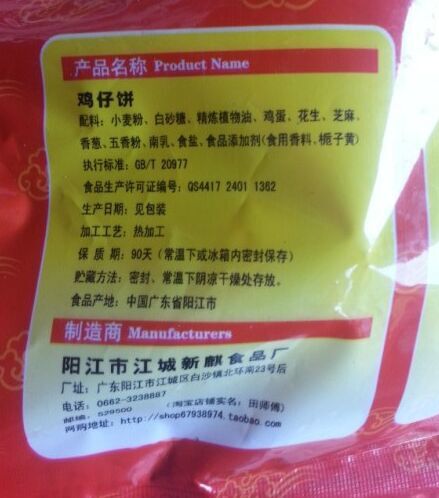 产品名称 Product Name
鸡仔饼
配料：小麦粉、白砂糖、精炼植物油、鸡蛋、花生、芝麻、
香葱、五香粉、南乳、食盐、食品添加剂(食用香料、栀子黄)
执行标准：GB/T 20977
食品生产许可证编号：QS4417 2401 1362
生产日期：见包装
加工工艺：热加工
保 质 期：90天（常温下或冰箱内密封保存）
贮藏方法：密封、常温下阴凉干燥处存放。
食品产地：中国广东省阳江市
制造商 Manufacturers
阳江市江城新麒食品厂
厂址：广东阳江市江城区白沙镇北环南23号后
电话：0662-3238887
邮编：529500 （淘宝店铺实名：田师傅）
网购地址：http://shop67938974.taobao.com